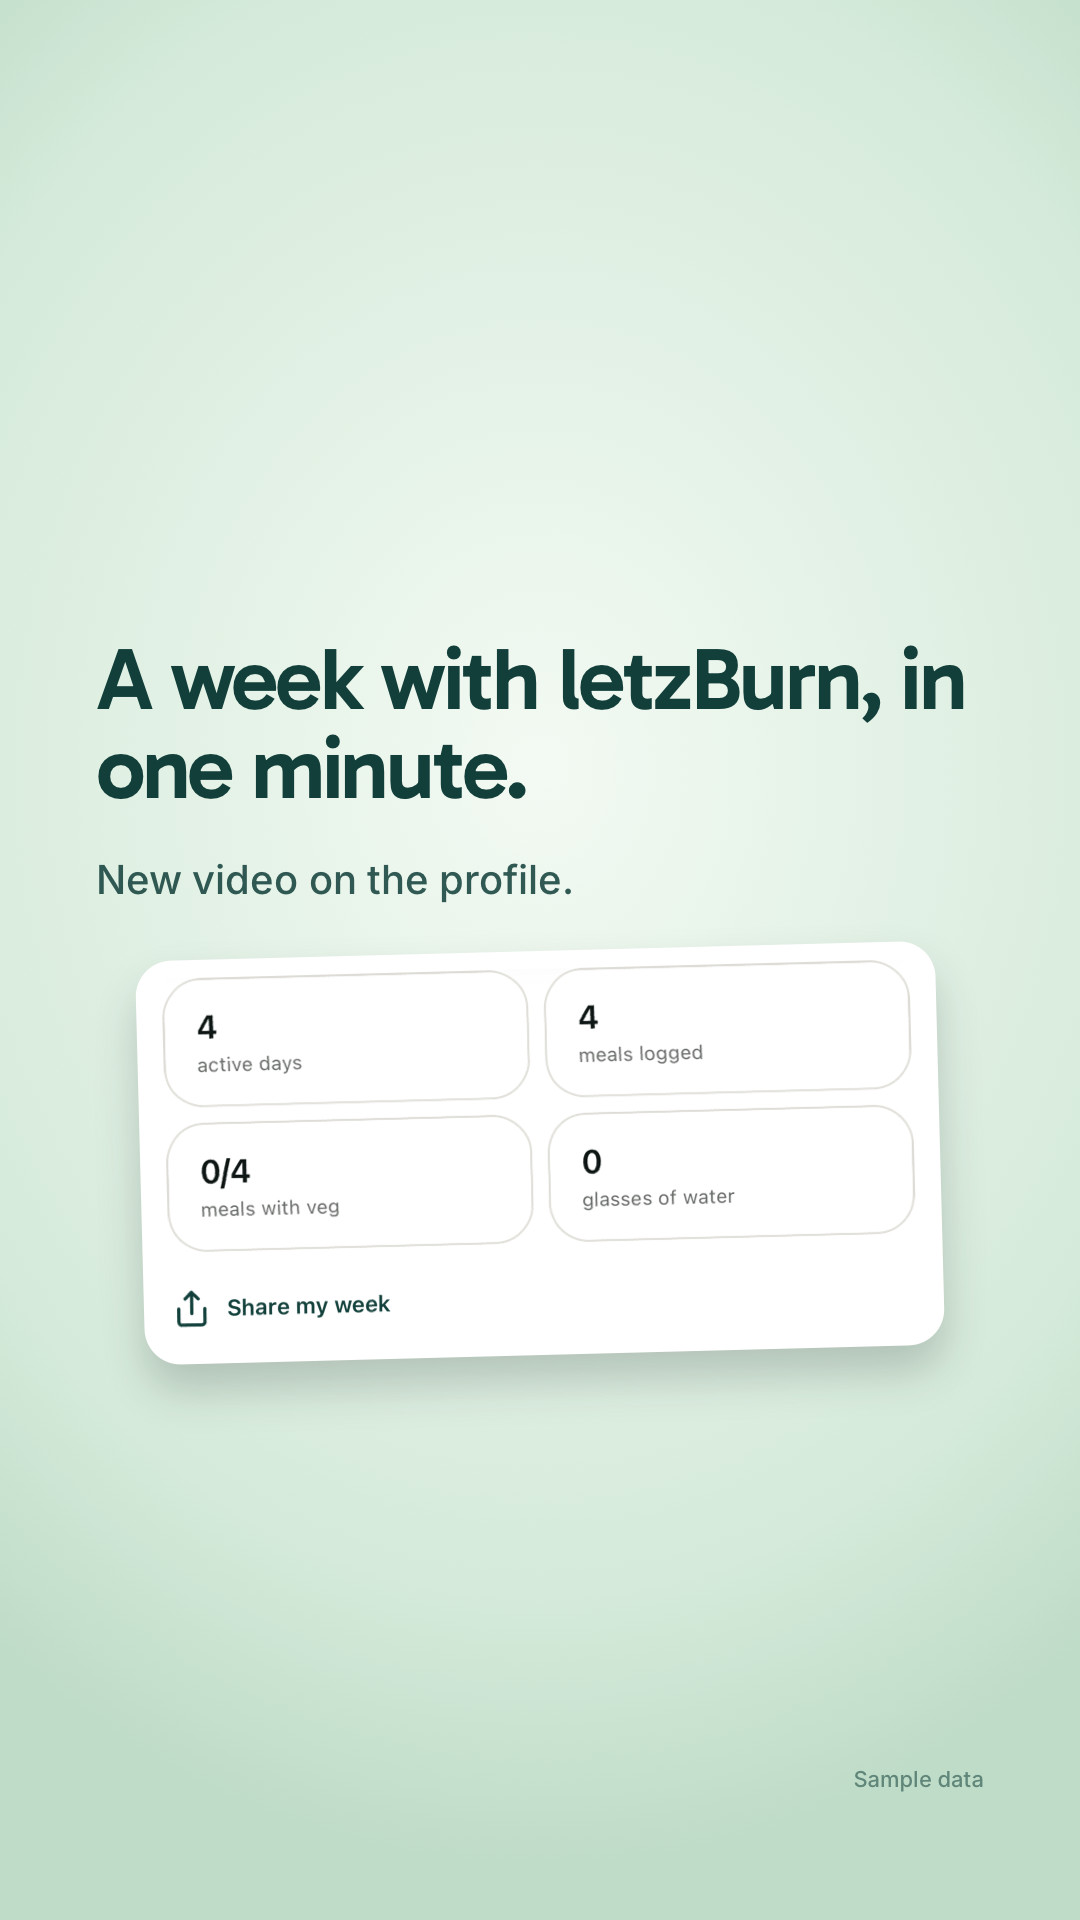 A week with letzBurn, in
one minute.
New video on the profile.
4
active days
4
meals logged
0/4
meals with veg
0
glasses of water
Share my week
Sample data